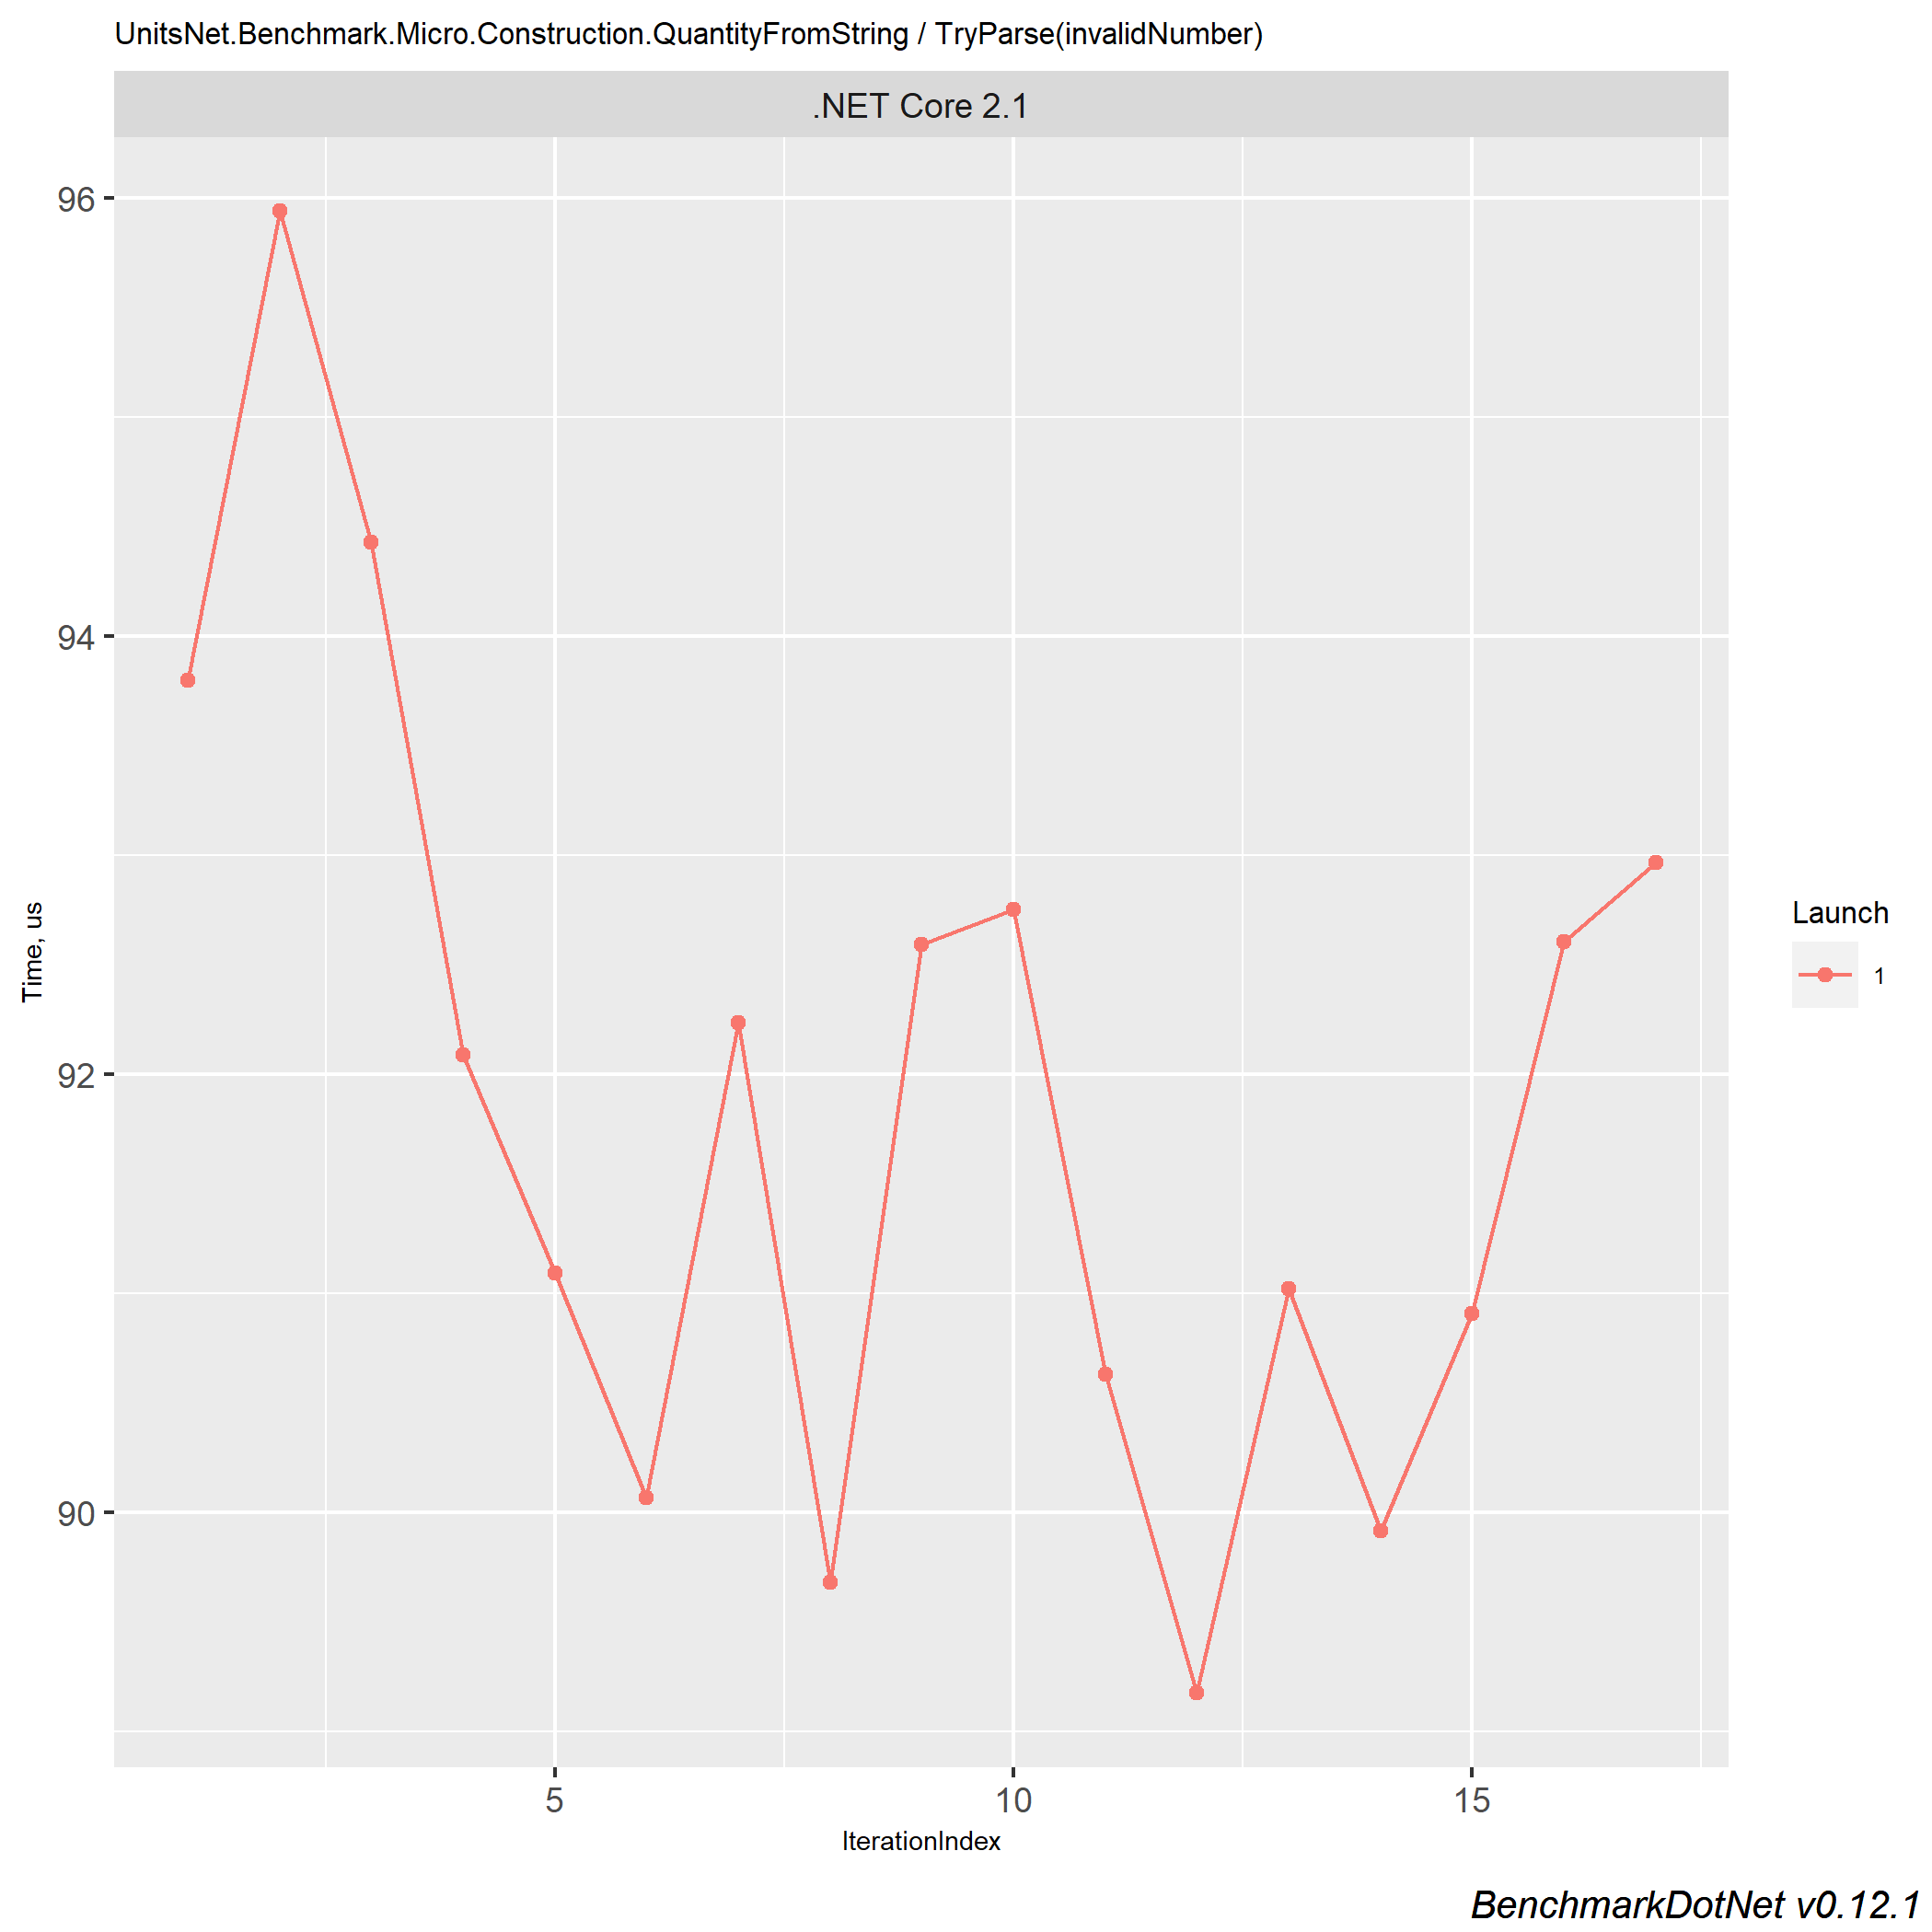 UnitsNet.Benchmark.Micro.Construction.QuantityFromString / TryParse(invalidNumber)
.NET Core 2.1
96
94
92
90
Time, us
5
10
15
IterationIndex
Launch
1
BenchmarkDotNet v0.12.1